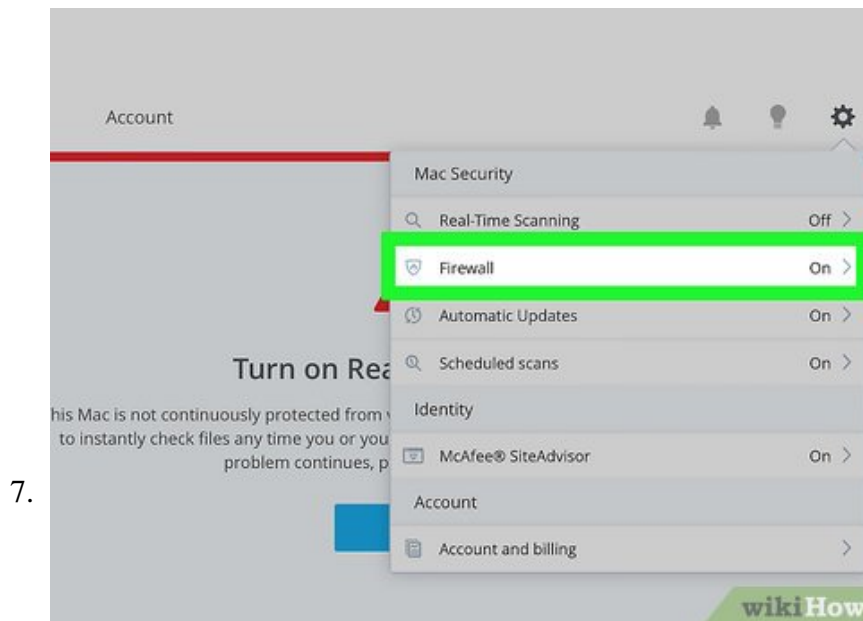 Account
Mac Security
Real-Time Scanning Off
Firewall On
Automatic Updates On
Turn on Rea
Scheduled scans On
his Mac is not continuously protected from
Identity
to instantly check files any time you or you
McAfee® SiteAdvisor On
problem continues, p
7.
Account
Account and billing
wikiHow